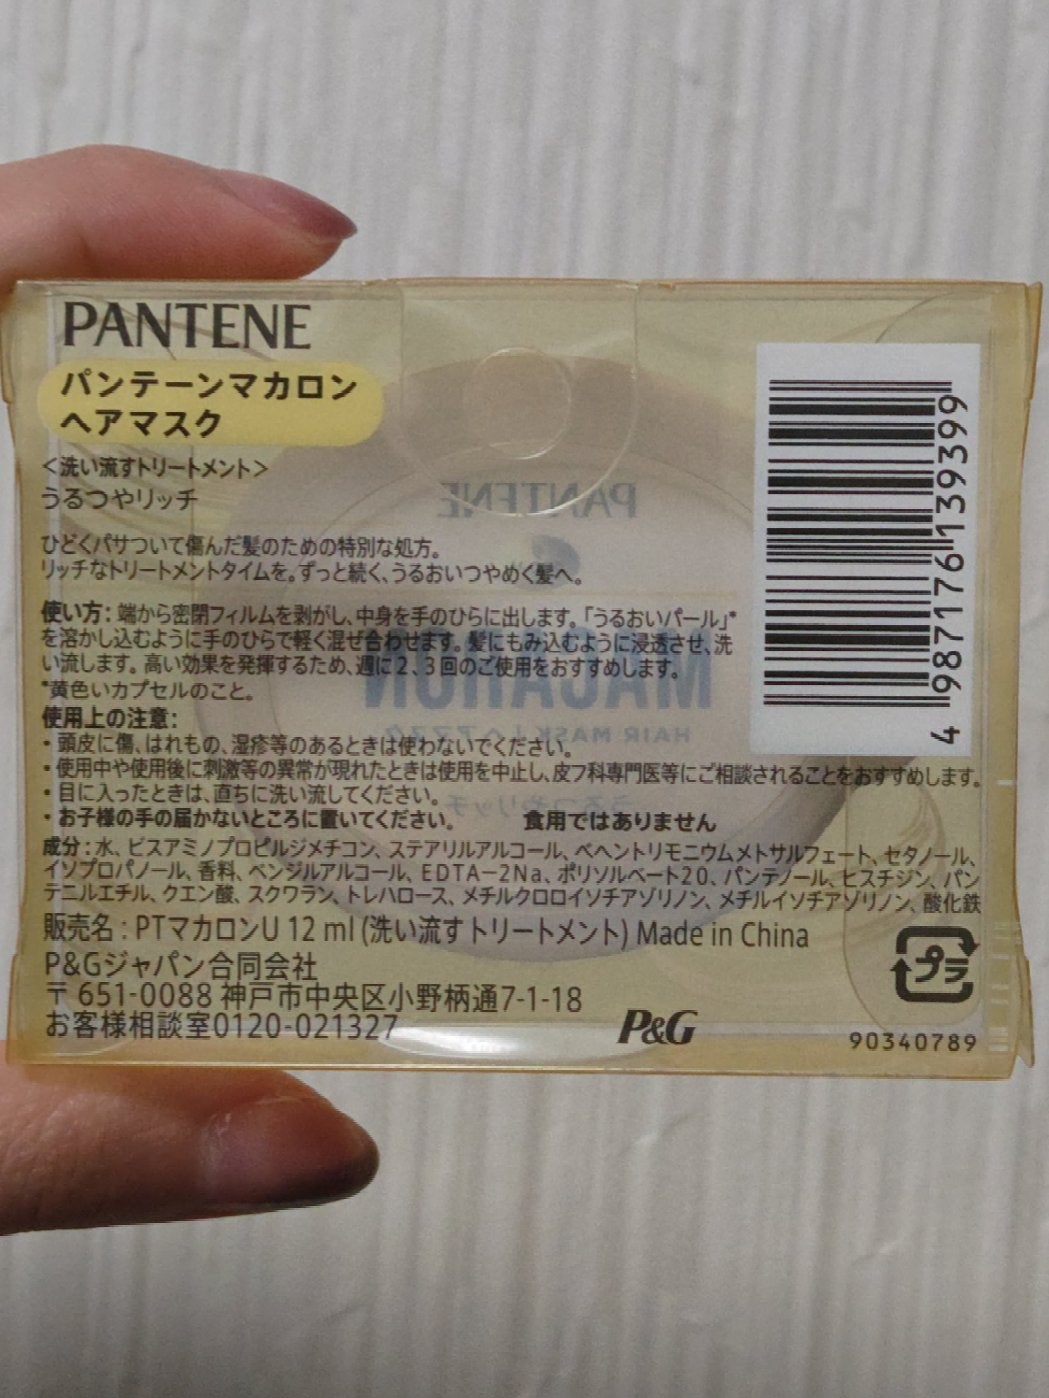 PANTENE
パンテーンマカロン
ヘアマスク
＜洗い流すトリートメント＞
うるつやリッチ
ひどくパサついて傷んだ髪のための特別な処方。
リッチなトリートメントタイムを。ずっと続く、うるおいつやめく髪へ。
使い方：端から密閉フィルムを剥がし、中身を手のひらに出します。「うるおいパール」*
を溶かし込むように手のひらで軽く混ぜ合わせます。髪にもみ込むように浸透させ、洗
い流します。高い効果を発揮するため、週に2、3回のご使用をおすすめします。
*黄色いカプセルのこと。
使用上の注意：
・頭皮に傷、はれもの、湿疹等のあるときは使わないでください。
・使用中や使用後に刺激等の異常が現れたときは使用を中止し、皮フ科専門医等にご相談されることをおすすめします。
・目に入ったときは、直ちに洗い流してください。
・お子様の手の届かないところに置いてください。 食用ではありません
成分：水、ビスアミノプロピルジメチコン、ステアリルアルコール、ベヘントリモニウムメトサルフェート、セタノール、
イソプロパノール、香料、ベンジルアルコール、EDTA−2Na、ポリソルベート20、パンテノール、ヒスチジン、パン
テニルエチル、クエン酸、スクワラン、トレハロース、メチルクロロイソチアゾリノン、メチルイソチアゾリノン、酸化鉄
販売名：PTマカロンU 12 ml (洗い流すトリートメント) Made in China
P&Gジャパン合同会社
〒651-0088 神戸市中央区小野柄通7-1-18
お客様相談室0120-021327
P&G
プラ
90340789
4 987176 139399
PANTENE
MACARON
HAIR MASK | ヘアマスク
うるつやリッチ